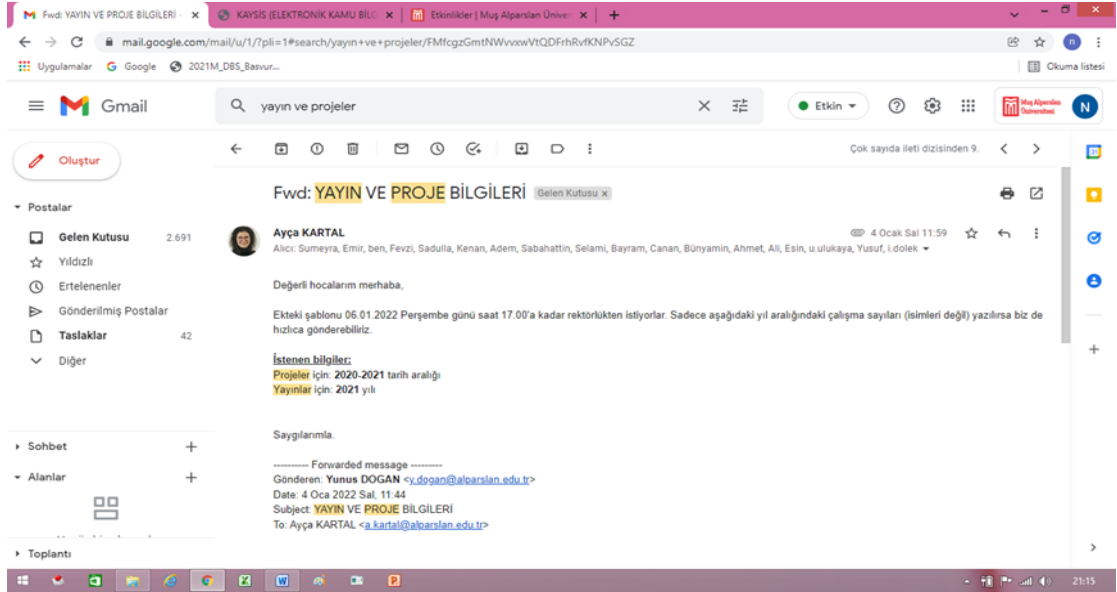 Fwd: YAYIN VE PROJE BİLGİLERİ -
KAYSİS (ELEKTRONİK KAMU BİLG
Etkinlikler | Muş Alparslan Üniver
mail.google.com/mail/u/1/?pli=1#search/yayın+ve+projeler/FMfcgzGmtNWvvxwVtQDFrhRvfKNPvSGZ
n
Uygulamalar
Google
2021M_DBS_Basvur...
Okuma listesi
Gmail
yayın ve projeler
Etkin
Muş Alparslan
Üniversitesi
N
Oluştur
Çok sayıda ileti dizisinden 9.
31
Postalar
Gelen Kutusu 2.691
Yıldızlı
Ertelenenler
Gönderilmiş Postalar
Taslaklar 42
Diğer
Sohbet
Alanlar
Toplantı
Fwd: YAYIN VE PROJE BİLGİLERİ Gelen Kutusu x
Ayça KARTAL
4 Ocak Sal 11:59
Alıcı: Sumeyra, Emir, ben, Fevzi, Sadulla, Kenan, Adem, Sabahattin, Selami, Bayram, Canan, Bünyamin, Ahmet, Ali, Esin, u.ulukaya, Yusuf, i.dolek
Değerli hocalarım merhaba,
Ekteki şablonu 06.01.2022 Perşembe günü saat 17.00'a kadar rektörlükten istiyorlar. Sadece aşağıdaki yıl aralığındaki çalışma sayıları (isimleri değil) yazılırsa biz de
hızlıca gönderebiliriz.
İstenen bilgiler:
Projeler için: 2020-2021 tarih aralığı
Yayınlar için: 2021 yılı
Saygılarımla.
---------- Forwarded message ---------
Gönderen: Yunus DOGAN <y.dogan@alparslan.edu.tr>
Date: 4 Oca 2022 Sal, 11:44
Subject: YAYIN VE PROJE BİLGİLERİ
To: Ayça KARTAL <a.kartal@alparslan.edu.tr>
21:15